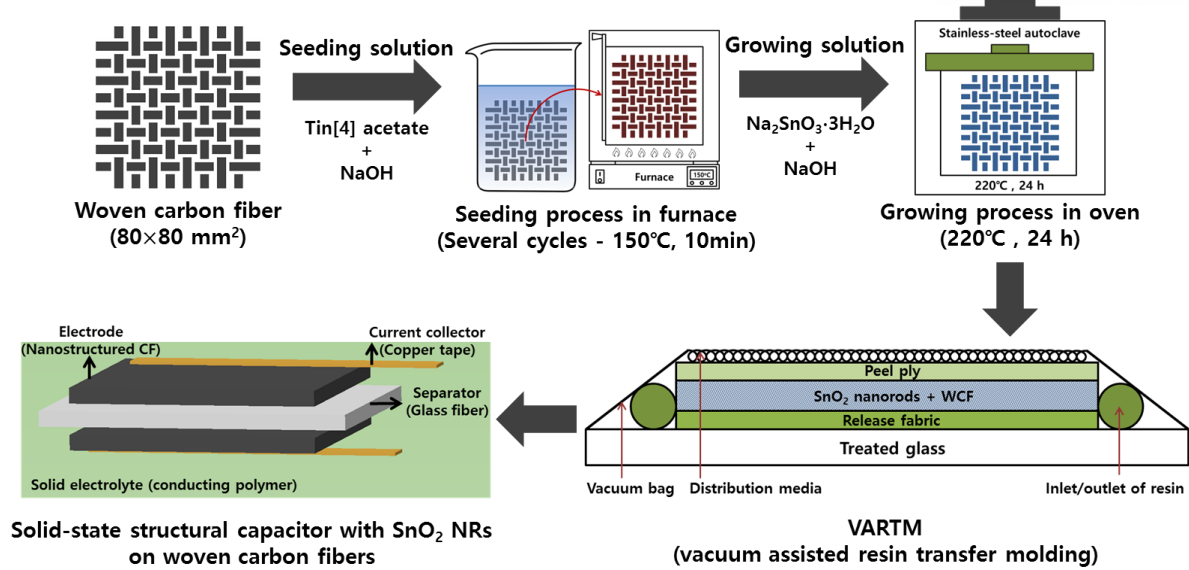 Seeding solution
Tin[4] acetate
+
NaOH
Woven carbon fiber
(80×80 mm²)
Furnace
150℃
Seeding process in furnace
(Several cycles - 150℃, 10min)
Growing solution
Na₂SnO₃·3H₂O
+
NaOH
Stainless-steel autoclave
220℃ , 24 h
Growing process in oven
(220℃ , 24 h)
Electrode
(Nanostructured CF)
Current collector
(Copper tape)
Separator
(Glass fiber)
Solid electrolyte (conducting polymer)
Solid-state structural capacitor with SnO₂ NRs
on woven carbon fibers
Peel ply
SnO₂ nanorods + WCF
Release fabric
Treated glass
Vacuum bag
Distribution media
Inlet/outlet of resin
VARTM
(vacuum assisted resin transfer molding)